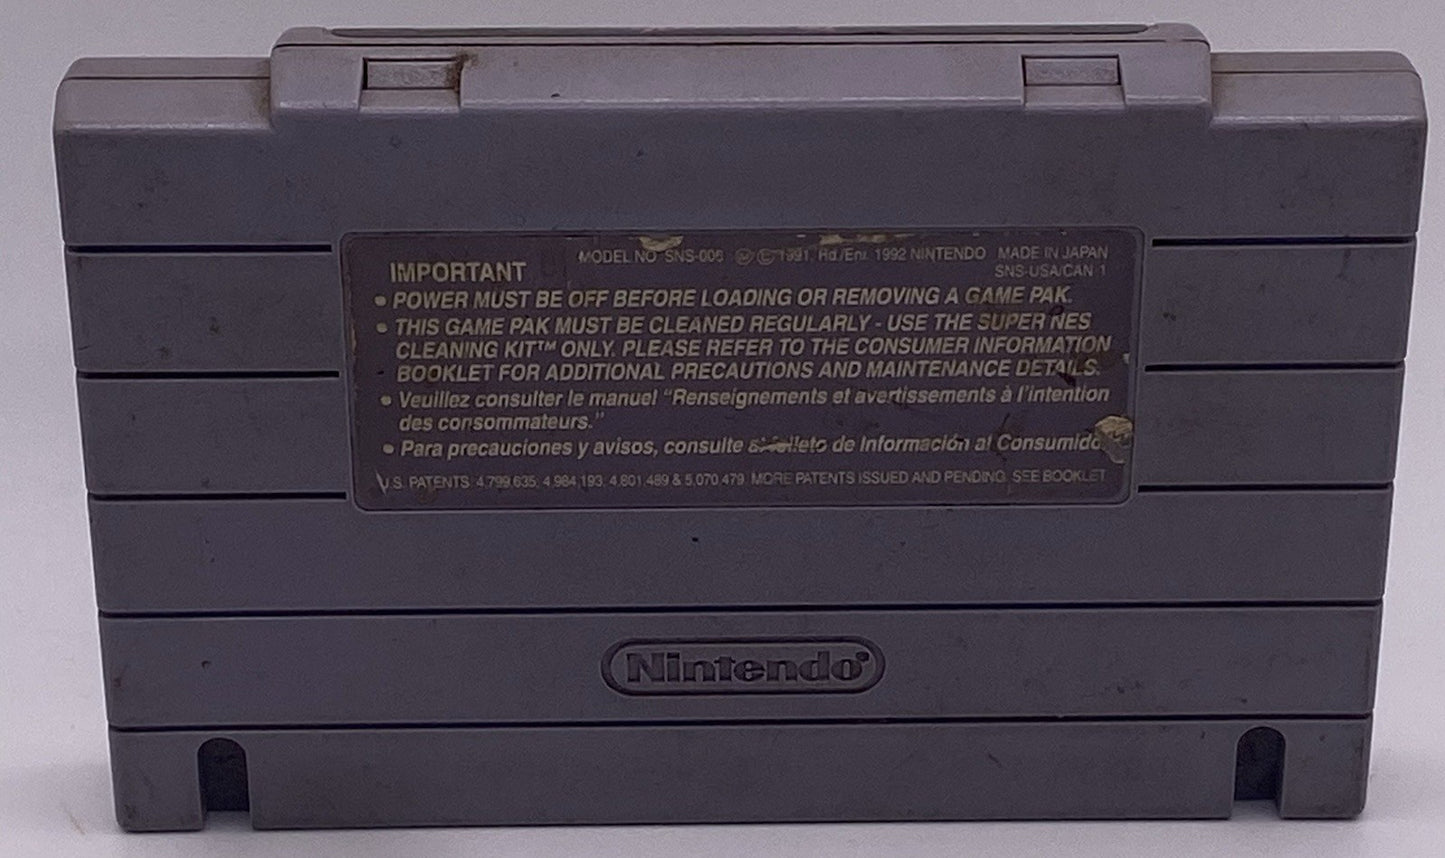 MODEL NO. SNS-006 Ⓜ © 1991, Rd./Enr. 1992 NINTENDO MADE IN JAPAN
IMPORTANT SNS-USA/CAN 1
• POWER MUST BE OFF BEFORE LOADING OR REMOVING A GAME PAK.
• THIS GAME PAK MUST BE CLEANED REGULARLY - USE THE SUPER NES
CLEANING KIT™ ONLY. PLEASE REFER TO THE CONSUMER INFORMATION
BOOKLET FOR ADDITIONAL PRECAUTIONS AND MAINTENANCE DETAILS.
• Veuillez consulter le manuel “Renseignements et avertissements à l’intention
des consommateurs.”
• Para precauciones y avisos, consulte folleto de Información al
U.S. PATENTS: 4,799,635; 4,984,193; 4,601,489 & 5,070,479. MORE PATENTS ISSUED AND PENDING. SEE BOOKLET
Nintendo®